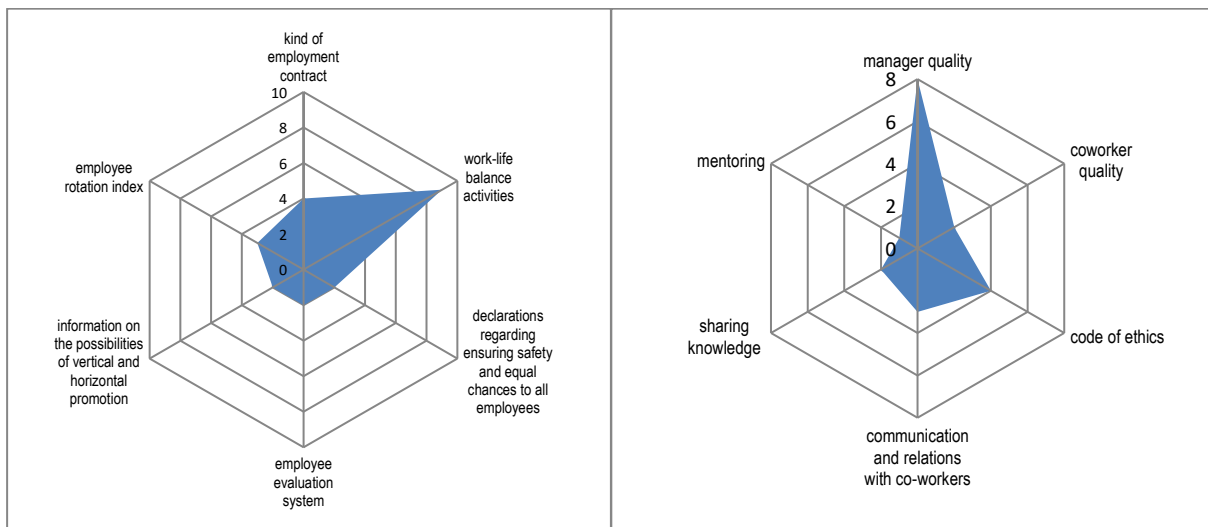 kind of
employment
contract
10
8
6
4
2
0
work-life
balance
activities
declarations
regarding
ensuring safety
and equal
chances to all
employees
employee
evaluation
system
information on
the possibilities
of vertical and
horizontal
promotion
employee
rotation index
manager quality
8
6
4
2
0
coworker
quality
code of ethics
communication
and relations
with co-workers
sharing
knowledge
mentoring